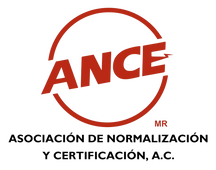 ANCE
MR
ASOCIACIÓN DE NORMALIZACIÓN
Y CERTIFICACIÓN, A.C.